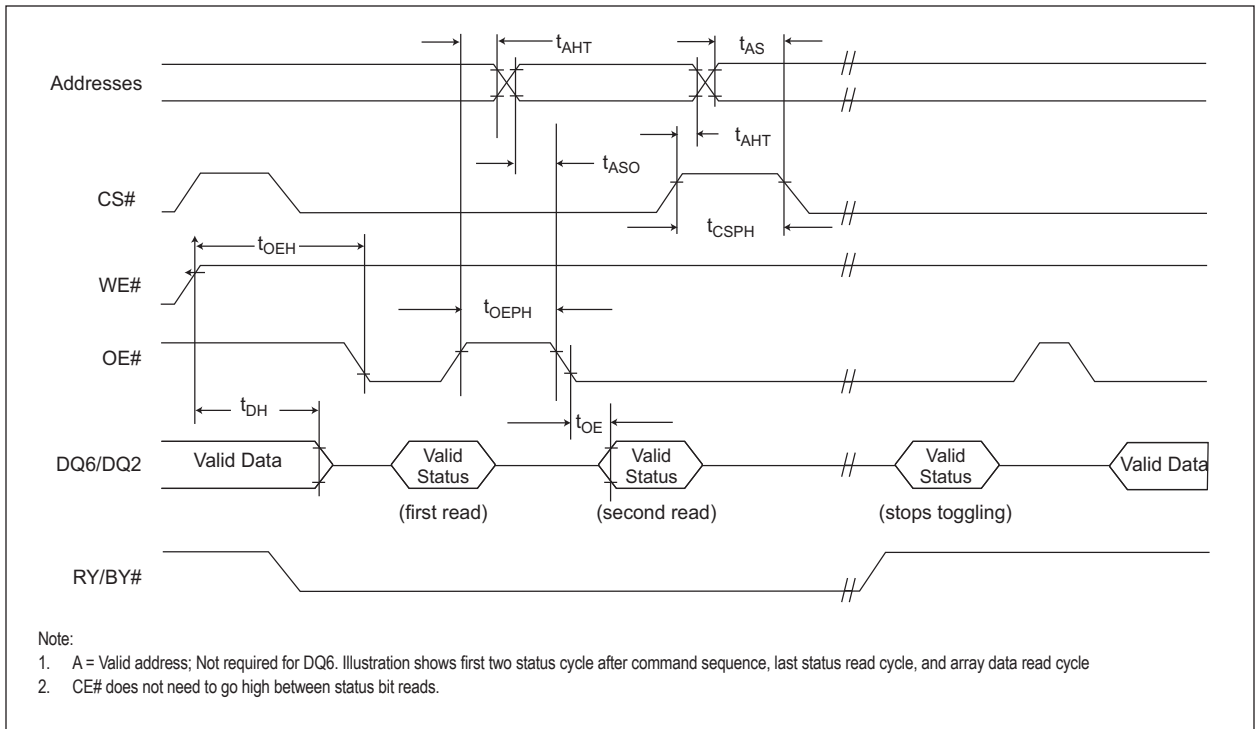 tAHT
tAS
Addresses
tAHT
tASO
CS#
tCSPH
tOEH
WE#
tOEPH
OE#
tDH
tOE
DQ6/DQ2
Valid Data
Valid
Status
Valid
Status
Valid
Status
Valid Data
(first read)
(second read)
(stops toggling)
RY/BY#
Note:
1. A = Valid address; Not required for DQ6. Illustration shows first two status cycle after command sequence, last status read cycle, and array data read cycle
2. CE# does not need to go high between status bit reads.